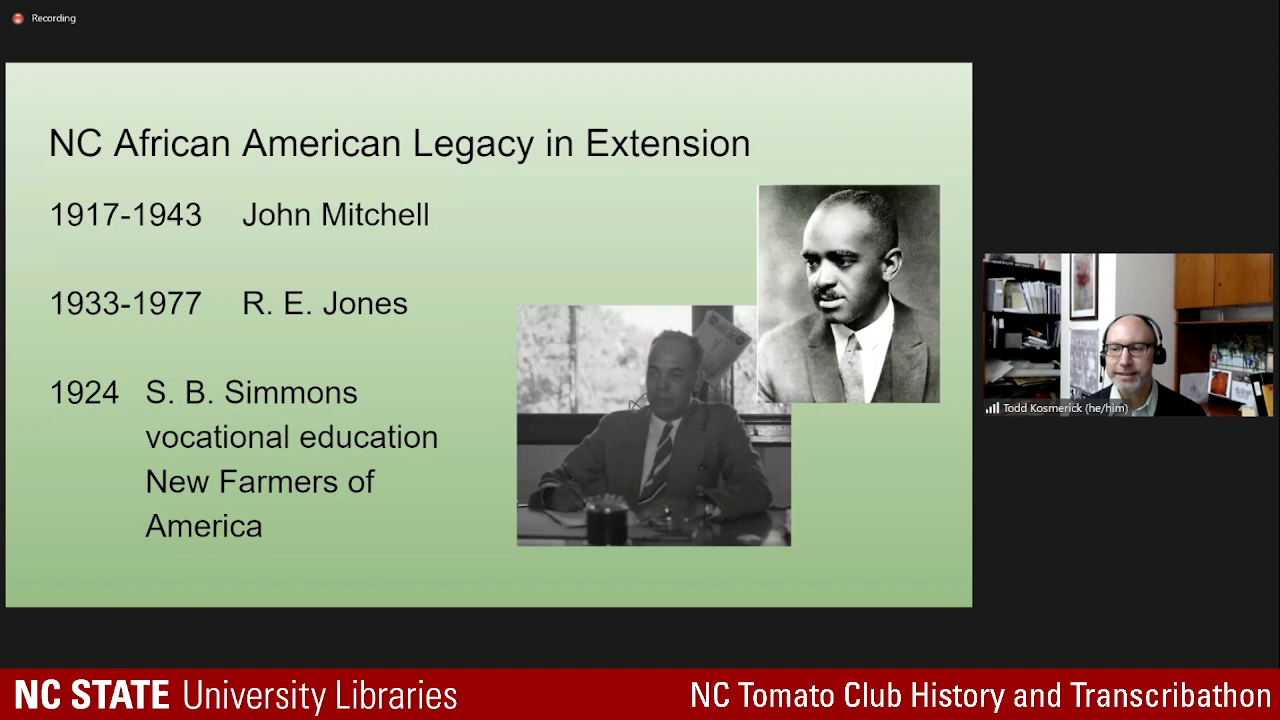 Recording
NC African American Legacy in Extension
1917-1943 John Mitchell
1933-1977 R. E. Jones
1924 S. B. Simmons
vocational education
New Farmers of
America
Todd Kosmerick (he/him)
NC STATE University Libraries
NC Tomato Club History and Transcribathon